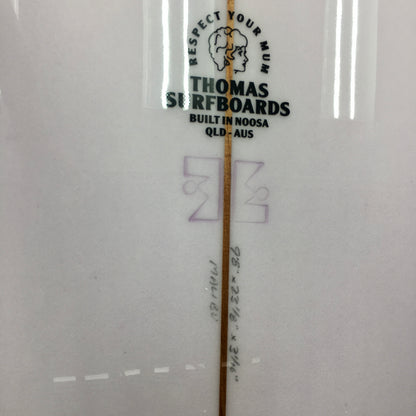 RESPECT YOUR MUM
THOMAS
SURFBOARDS
BUILT IN NOOSA
QLD - AUS